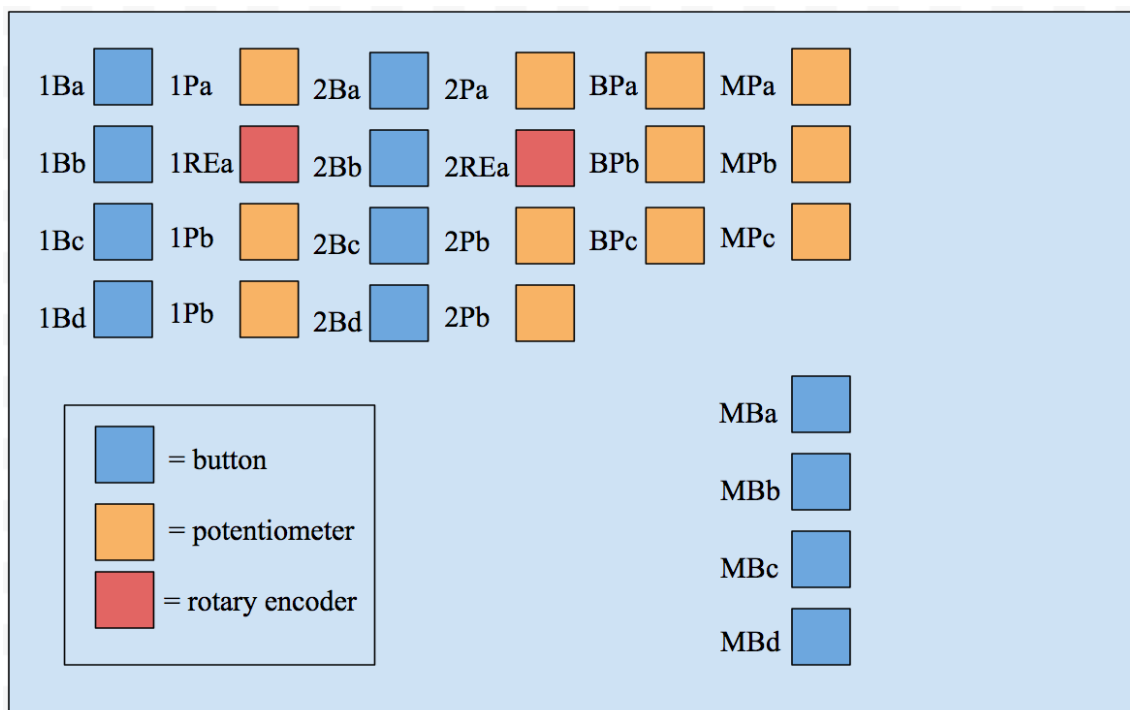 1Ba 1Pa 2Ba 2Pa BPa MPa
1Bb 1REa 2Bb 2REa BPb MPb
1Bc 1Pb 2Bc 2Pb BPc MPc
1Bd 1Pb 2Bd 2Pb
= button
= potentiometer
= rotary encoder
MBa
MBb
MBc
MBd